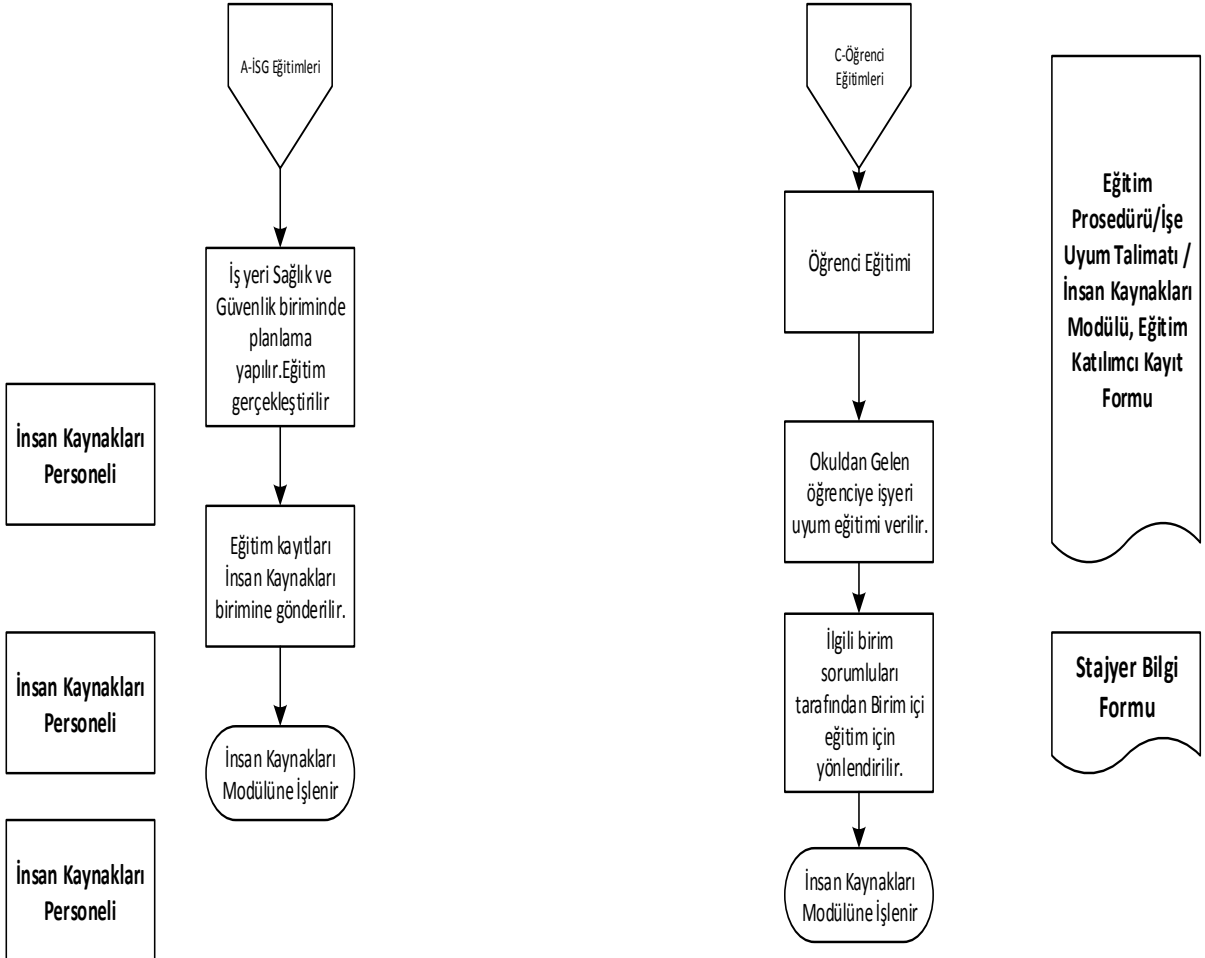 A-İSG Eğitimleri
İş yeri Sağlık ve
Güvenlik biriminde
planlama
yapılır.Eğitim
gerçekleştirilir
Eğitim kayıtları
İnsan Kaynakları
birimine gönderilir.
İnsan Kaynakları
Modülüne İşlenir
C-Öğrenci
Eğitimleri
Öğrenci Eğitimi
Okuldan Gelen
öğrenciye işyeri
uyum eğitimi verilir.
İlgili birim
sorumluları
tarafından Birim içi
eğitim için
yönlendirilir.
İnsan Kaynakları
Modülüne İşlenir
Eğitim
Prosedürü/İşe
Uyum Talimatı /
İnsan Kaynakları
Modülü, Eğitim
Katılımcı Kayıt
Formu
Stajyer Bilgi
Formu
İnsan Kaynakları
Personeli
İnsan Kaynakları
Personeli
İnsan Kaynakları
Personeli